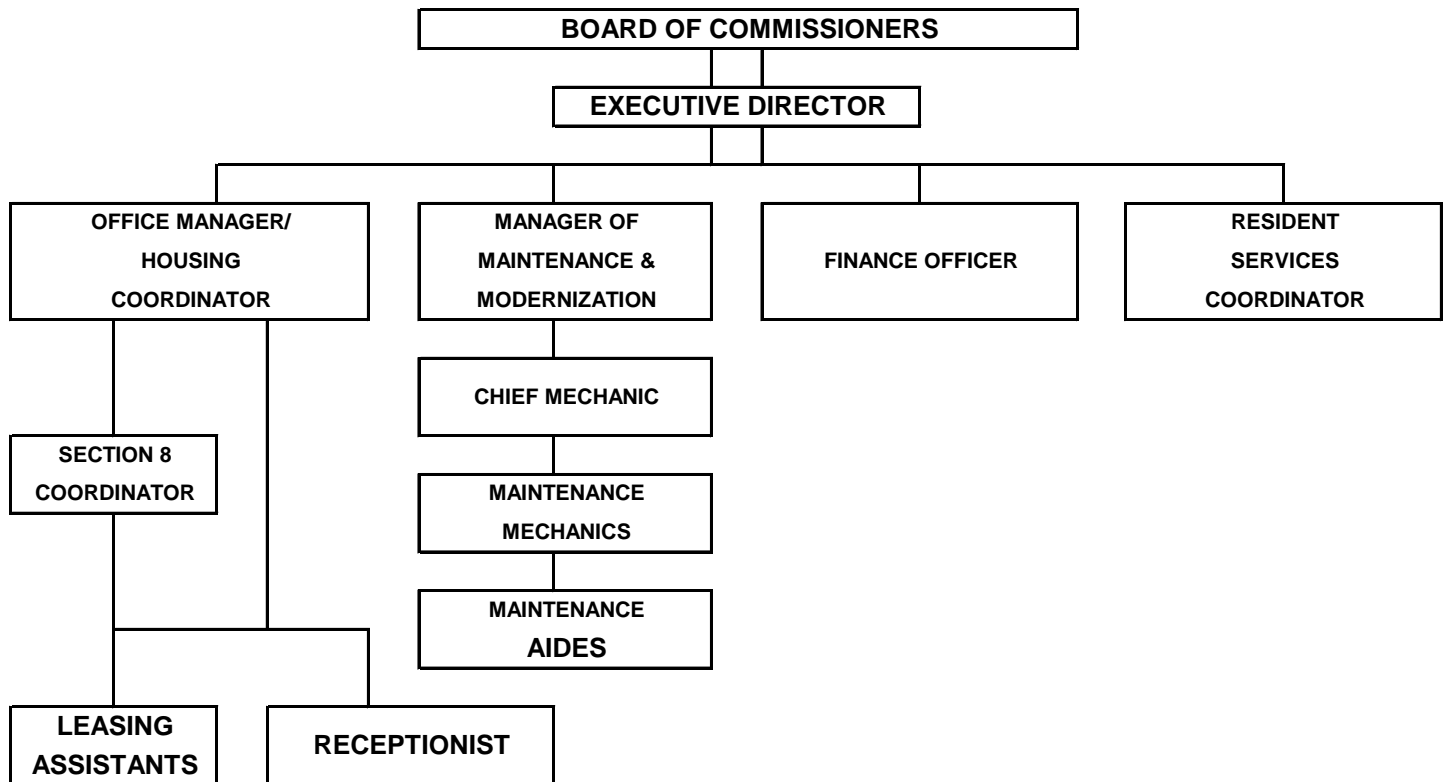 BOARD OF COMMISSIONERS
EXECUTIVE DIRECTOR
OFFICE MANAGER/
HOUSING
COORDINATOR
MANAGER OF
MAINTENANCE &
MODERNIZATION
FINANCE OFFICER
RESIDENT
SERVICES
COORDINATOR
CHIEF MECHANIC
SECTION 8
COORDINATOR
MAINTENANCE
MECHANICS
MAINTENANCE
AIDES
LEASING
ASSISTANTS
RECEPTIONIST